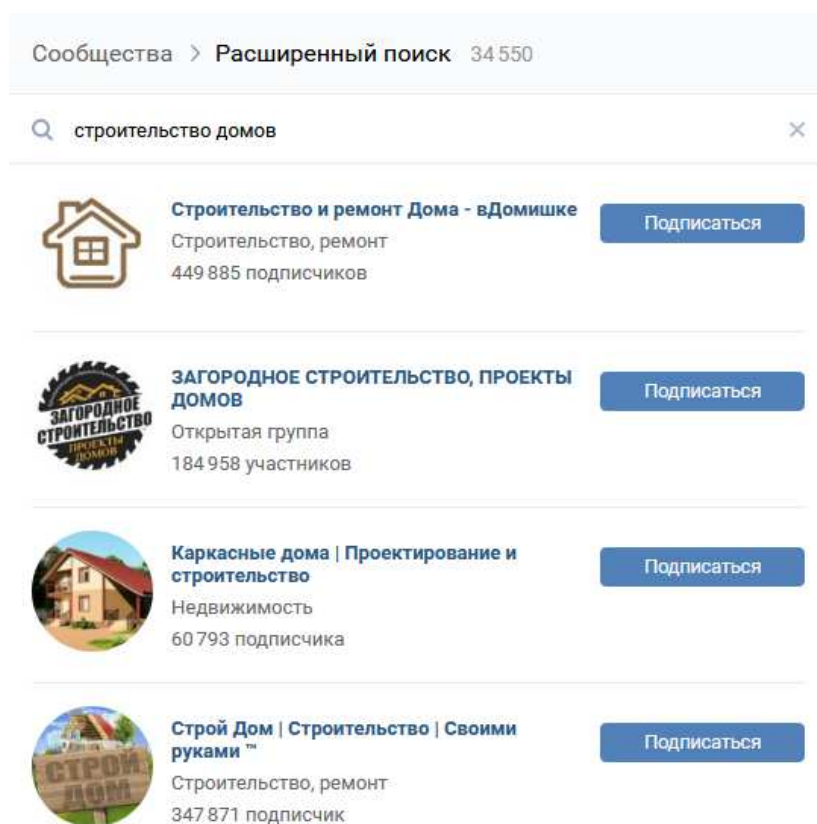 Сообщества > Расширенный поиск 34 550
строительство домов
Строительство и ремонт Дома - вДомишке
Подписаться
Строительство, ремонт
449 885 подписчиков
ЗАГОРОДНОЕ
СТРОИТЕЛЬСТВО
ПРОЕКТЫ
ДОМОВ
ЗАГОРОДНОЕ СТРОИТЕЛЬСТВО, ПРОЕКТЫ
ДОМОВ
Подписаться
Открытая группа
184 958 участников
Каркасные дома | Проектирование и
строительство
Подписаться
Недвижимость
60 793 подписчика
СТРОЙ
ДОМ
Строй Дом | Строительство | Своими
руками ™
Подписаться
Строительство, ремонт
347 871 подписчик